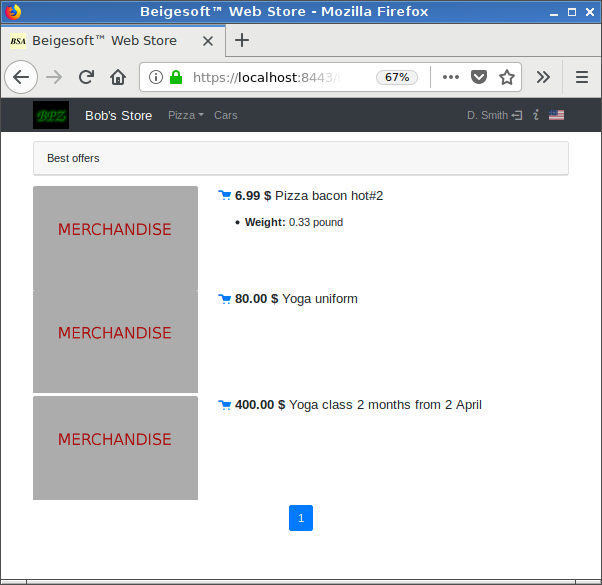 Beigesoft™ Web Store - Mozilla Firefox
BSA Beigesoft™ Web Store
https://localhost:8443/ 67%
BPZ Bob's Store Pizza Cars D. Smith i
Best offers
MERCHANDISE
6.99 $ Pizza bacon hot#2
• Weight: 0.33 pound
MERCHANDISE
80.00 $ Yoga uniform
MERCHANDISE
400.00 $ Yoga class 2 months from 2 April
1